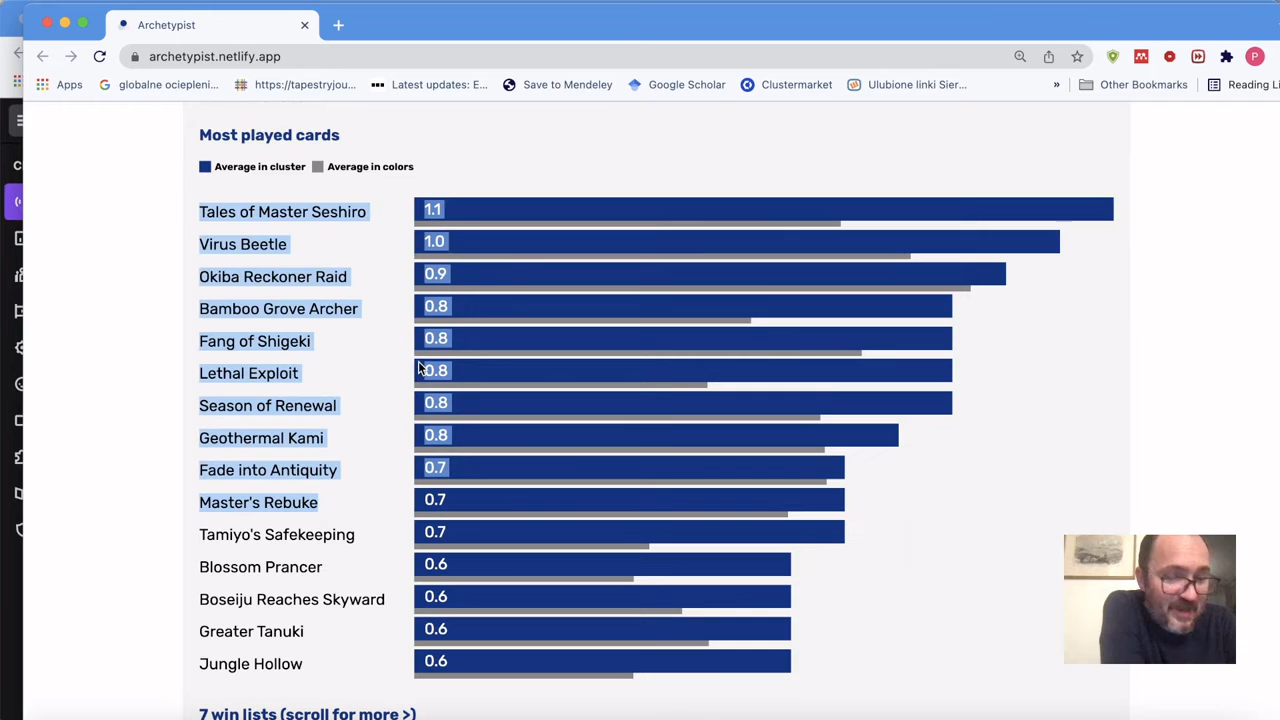 Archetypist
archetypist.netlify.app
P
Apps
globalne ociepleni...
https://tapestryjou...
Latest updates: E...
Save to Mendeley
Google Scholar
Clustermarket
Ulubione linki Sier...
»
Other Bookmarks
Reading Li
Most played cards
Average in cluster
Average in colors
Tales of Master Seshiro 1.1
Virus Beetle 1.0
Okiba Reckoner Raid 0.9
Bamboo Grove Archer 0.8
Fang of Shigeki 0.8
Lethal Exploit 0.8
Season of Renewal 0.8
Geothermal Kami 0.8
Fade into Antiquity 0.7
Master's Rebuke 0.7
Tamiyo's Safekeeping 0.7
Blossom Prancer 0.6
Boseiju Reaches Skyward 0.6
Greater Tanuki 0.6
Jungle Hollow 0.6
7 win lists (scroll for more >)